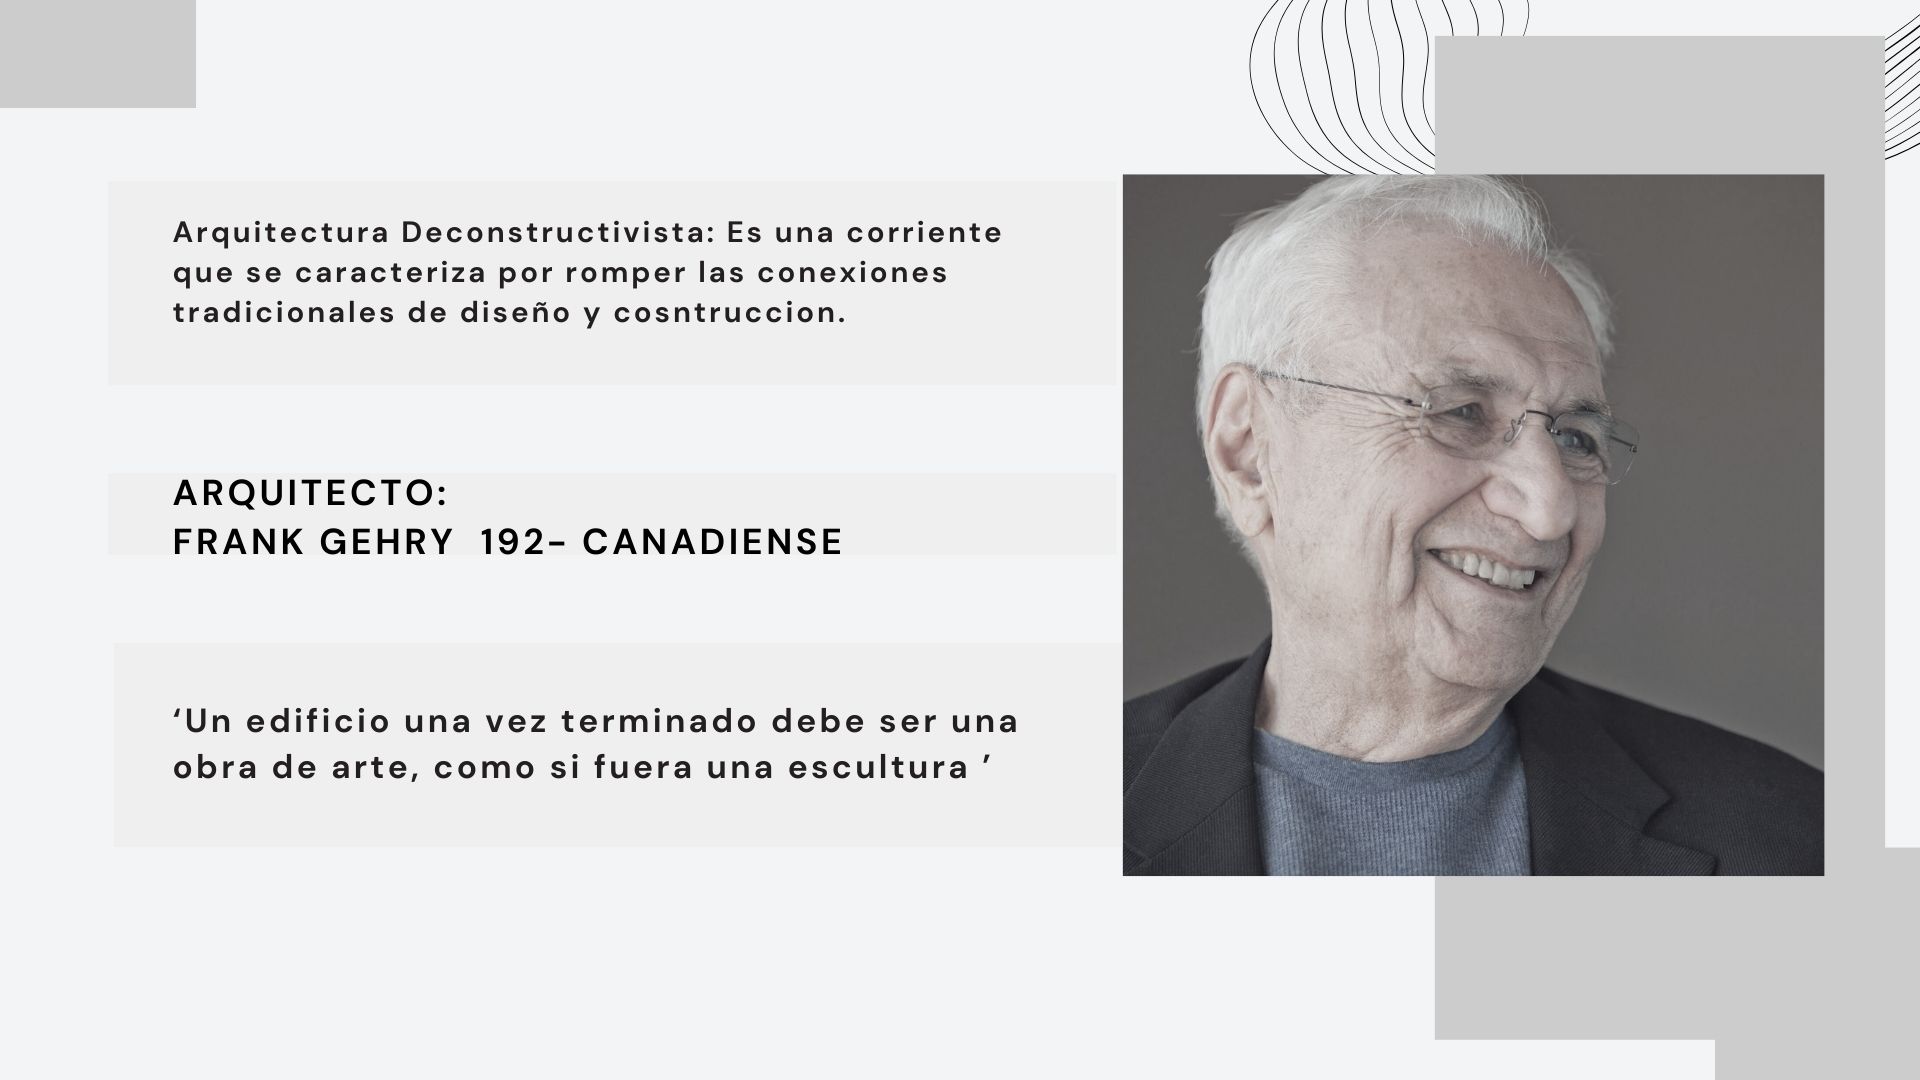 Arquitectura Deconstructivista: Es una corriente
que se caracteriza por romper las conexiones
tradicionales de diseño y cosntruccion.
ARQUITECTO:
FRANK GEHRY 192- CANADIENSE
‘Un edificio una vez terminado debe ser una
obra de arte, como si fuera una escultura ’